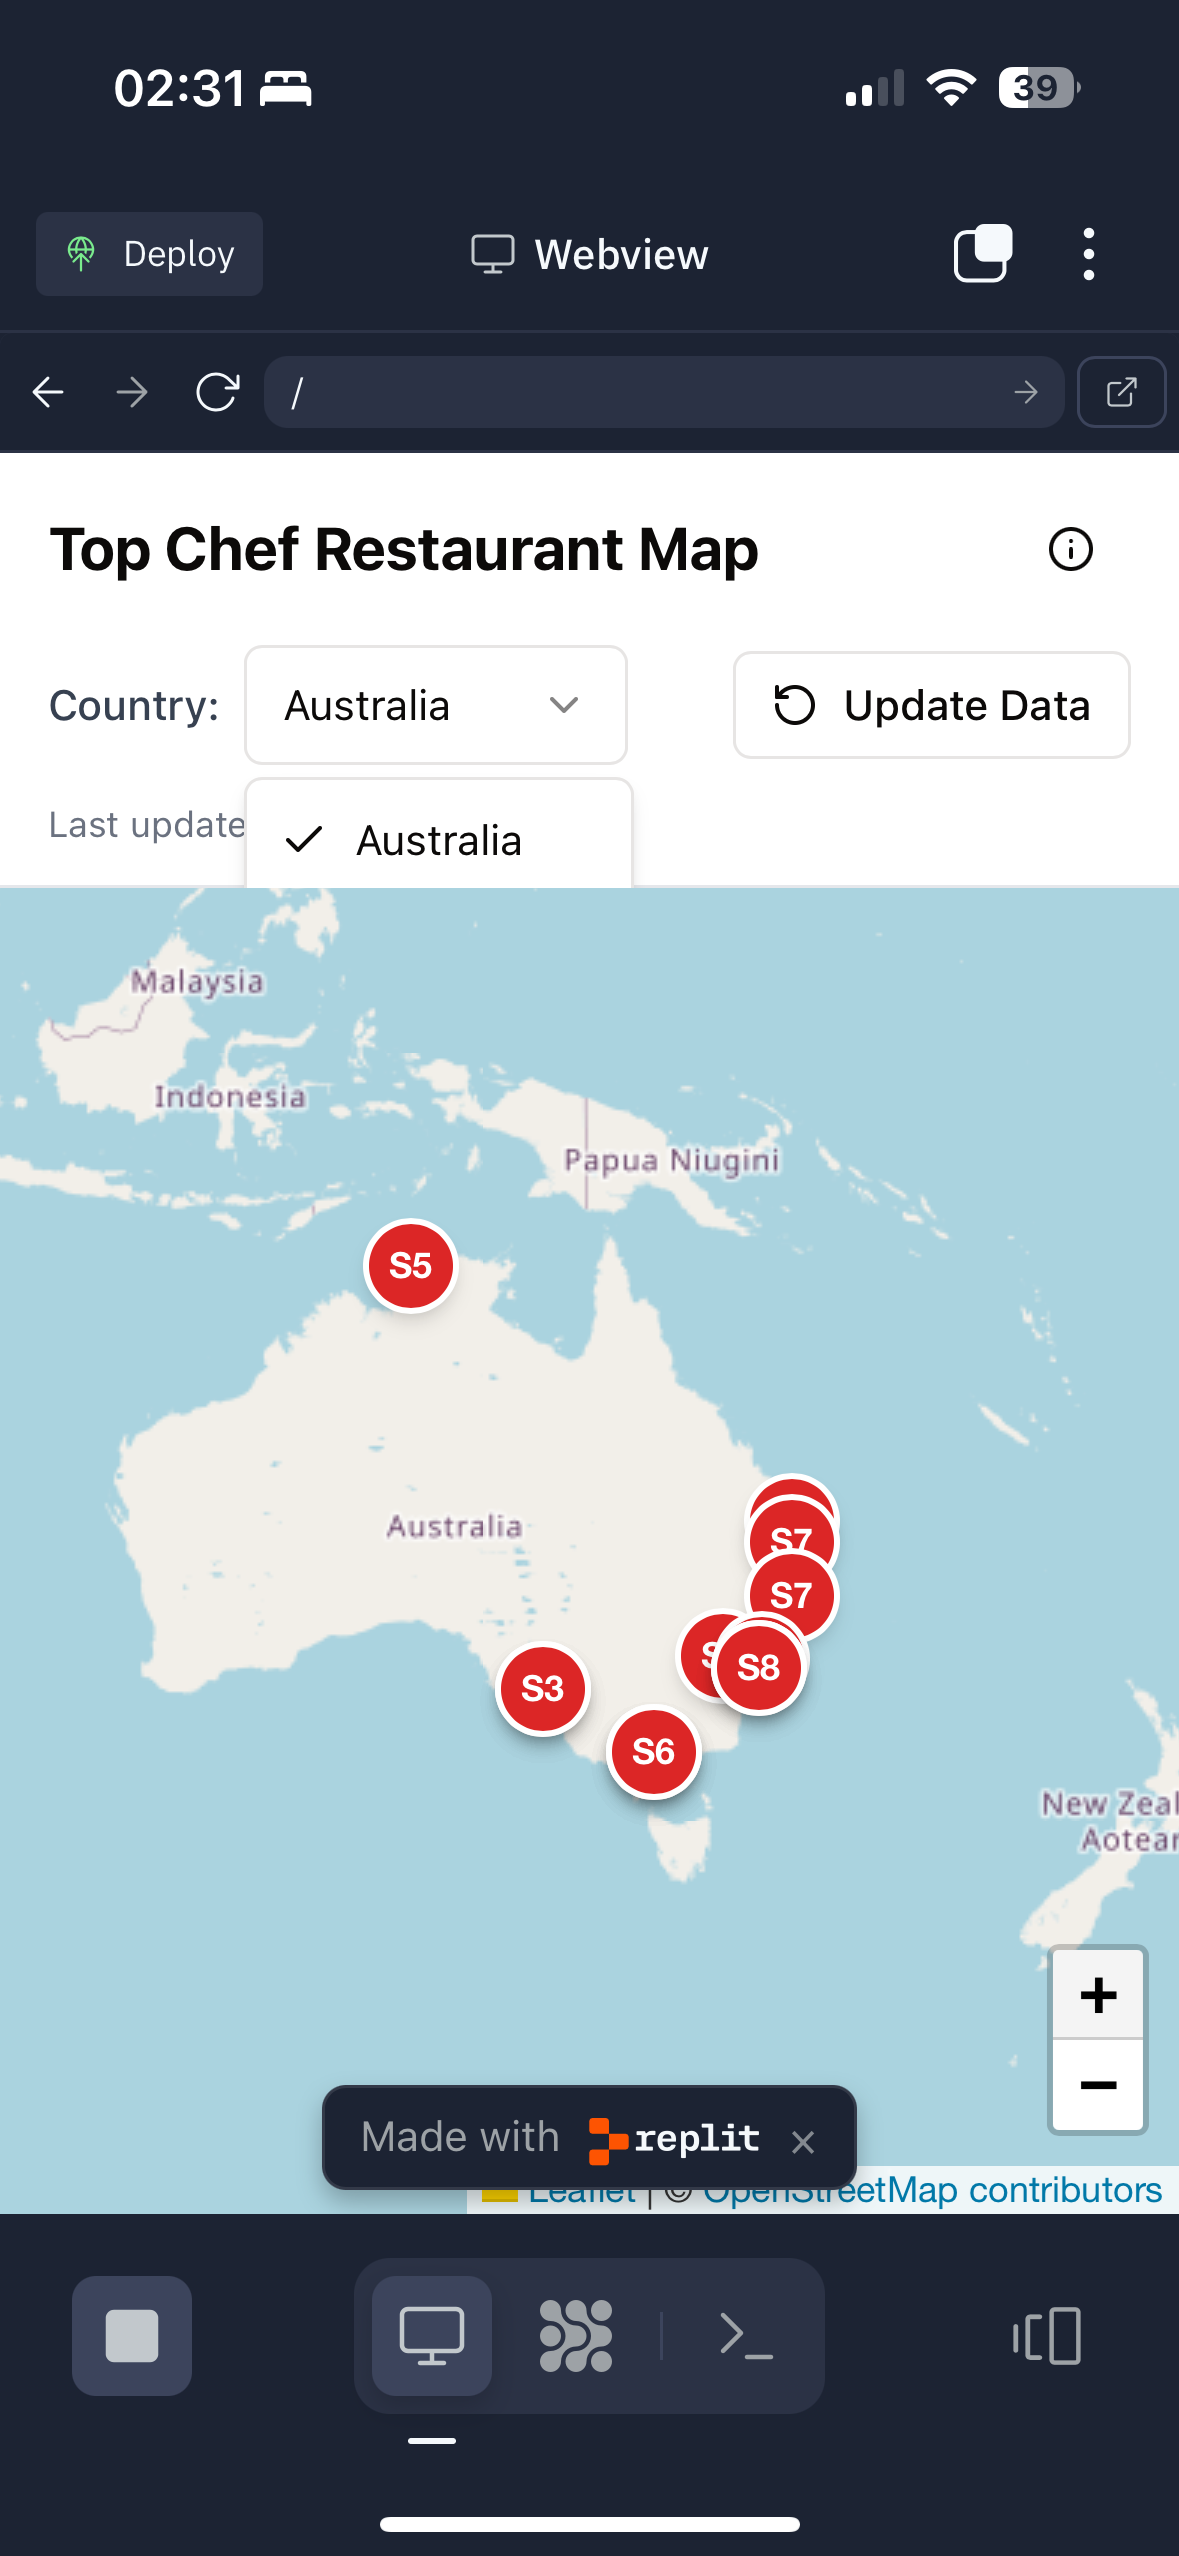 02:31
39
Deploy
Webview
/
Top Chef Restaurant Map
Country:
Australia
Update Data
Last update
Australia
Malaysia
Indonesia
Papua Niugini
S5
Australia
S7
S7
S
S8
S3
S6
New Zeal
Aotear
+
−
Made with replit ×
Leaflet | © OpenStreetMap contributors